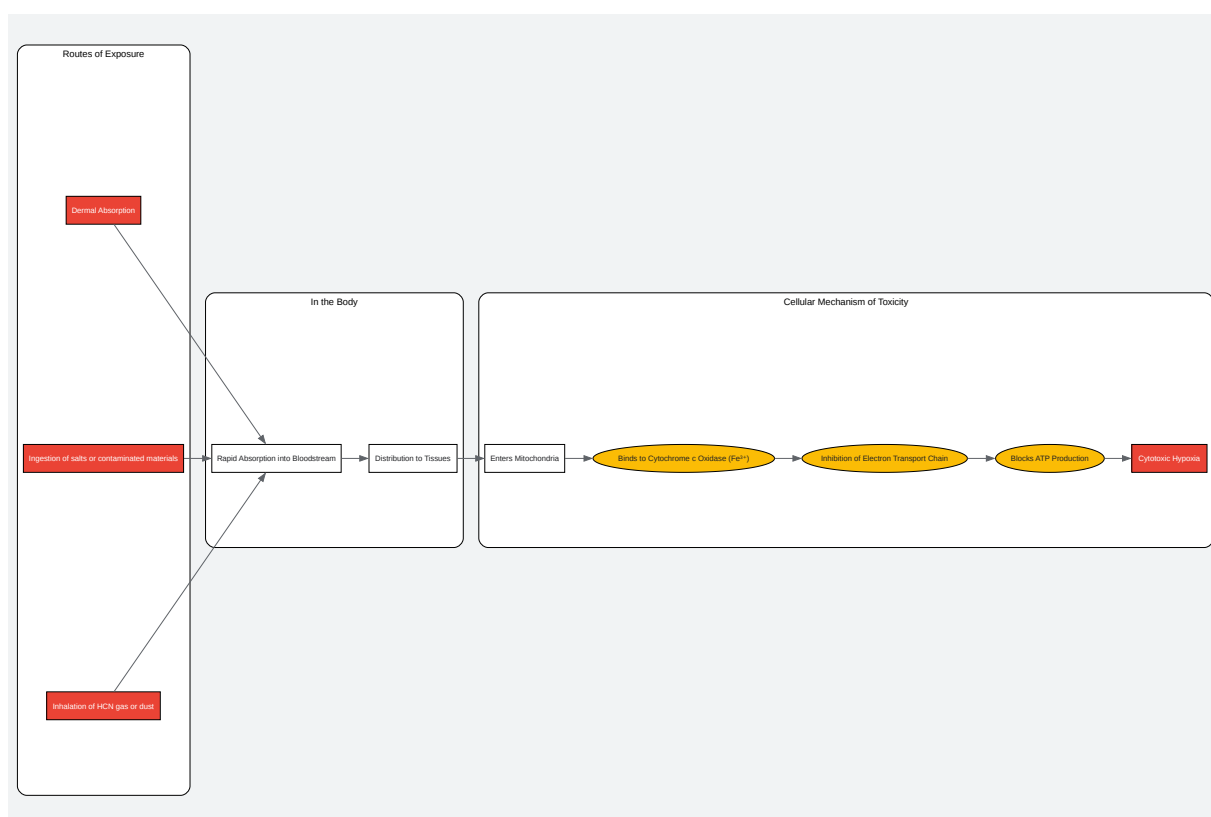 Routes of Exposure
Dermal Absorption
Ingestion of salts or contaminated materials
Inhalation of HCN gas or dust
In the Body
Rapid Absorption into Bloodstream
Distribution to Tissues
Cellular Mechanism of Toxicity
Enters Mitochondria
Binds to Cytochrome c Oxidase (Fe³⁺)
Inhibition of Electron Transport Chain
Blocks ATP Production
Cytotoxic Hypoxia